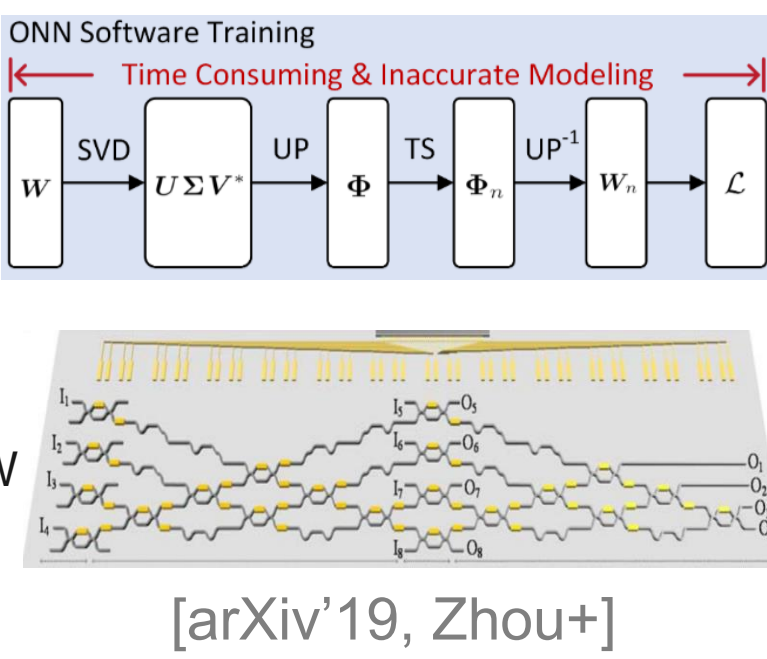 ONN Software Training
Time Consuming & Inaccurate Modeling
SVD UP TS UP⁻¹
W UΣV* Φ Φₙ Wₙ ℒ
I₁ I₅ O₅
I₂ I₆ O₆ O₁
W I₃ I₇ O₇ O₂
I₄ I₈ O₈
[arXiv’19, Zhou+]